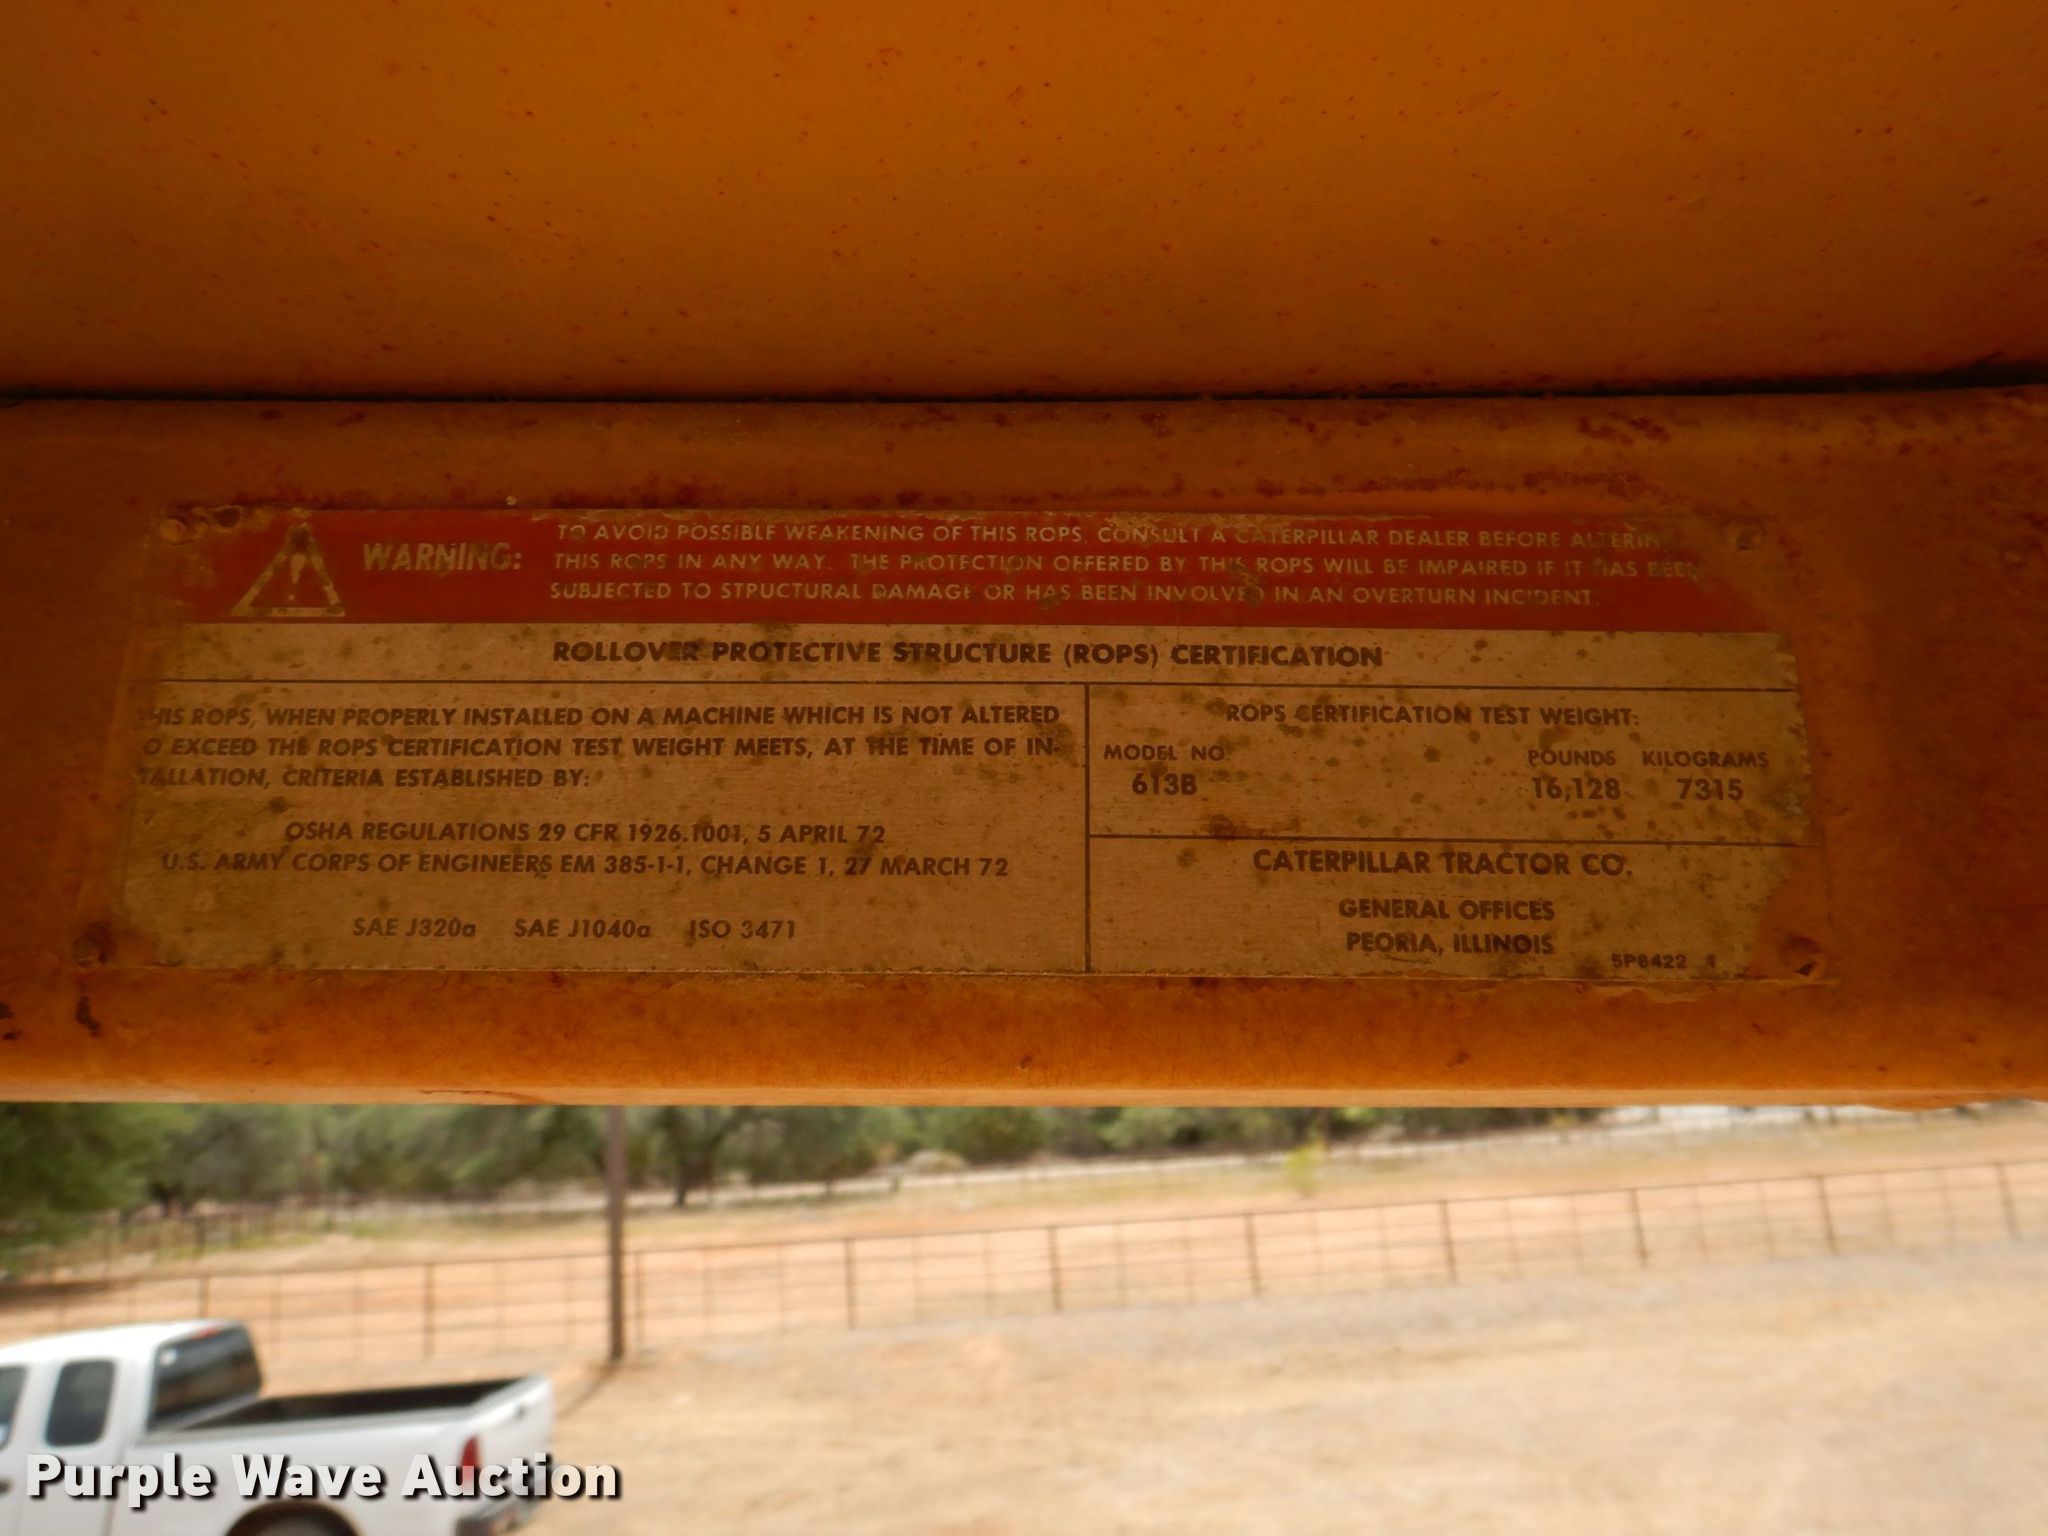 WARNING:
TO AVOID POSSIBLE WEAKENING OF THIS ROPS, CONSULT A CATERPILLAR DEALER BEFORE ALTERING
THIS ROPS IN ANY WAY. THE PROTECTION OFFERED BY THIS ROPS WILL BE IMPAIRED IF IT HAS BEEN
SUBJECTED TO STRUCTURAL DAMAGE OR HAS BEEN INVOLVED IN AN OVERTURN INCIDENT.
ROLLOVER PROTECTIVE STRUCTURE (ROPS) CERTIFICATION
THIS ROPS, WHEN PROPERLY INSTALLED ON A MACHINE WHICH IS NOT ALTERED
TO EXCEED THE ROPS CERTIFICATION TEST WEIGHT MEETS, AT THE TIME OF IN-
STALLATION, CRITERIA ESTABLISHED BY:
OSHA REGULATIONS 29 CFR 1926.1001, 5 APRIL 72
U.S. ARMY CORPS OF ENGINEERS EM 385-1-1, CHANGE 1, 27 MARCH 72
SAE J320a SAE J1040a ISO 3471
ROPS CERTIFICATION TEST WEIGHT:
MODEL NO. POUNDS KILOGRAMS
613B 16,128 7315
CATERPILLAR TRACTOR CO.
GENERAL OFFICES
PEORIA, ILLINOIS
5P8422 1
Purple Wave Auction